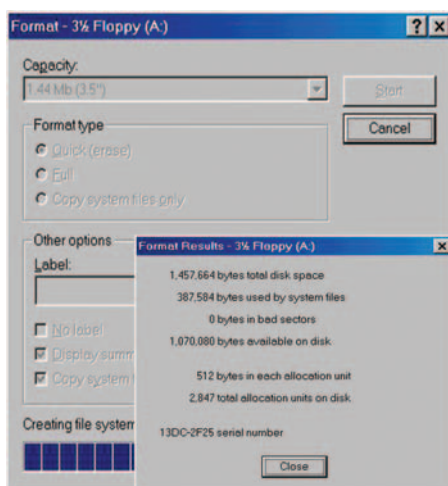 Format - 3½ Floppy (A:)
Capacity:
1.44 Mb (3.5")
Start
Format type
Cancel
Quick (erase)
Full
Copy system files only
Other options
Label:
No label
Display summ
Copy system
Creating file system
Format Results - 3½ Floppy (A:)
1,457,664 bytes total disk space
387,584 bytes used by system files
0 bytes in bad sectors
1,070,080 bytes available on disk
512 bytes in each allocation unit
2,847 total allocation units on disk
13DC-2F25 serial number
Close